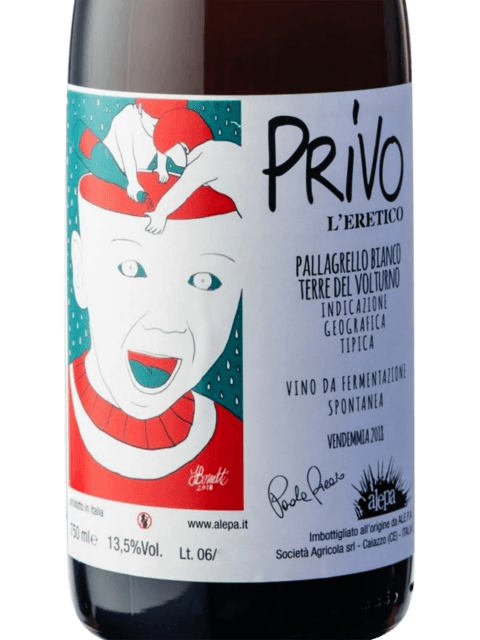 PRIVO
L'ERETICO
PALLAGRELLO BIANCO
TERRE DEL VOLTURNO
INDICAZIONE
GEOGRAFICA
TIPICA
VINO DA FERMENTAZIONE
SPONTANEA
VENDEMMIA 2018
2018
alepa
prodotto in Italia
750 ml e
13,5%Vol.
Lt. 06/
www.alepa.it
Imbottigliato all'origine da ALE.P.A.
Società Agricola srl - Caiazzo (CE) - ITALIA